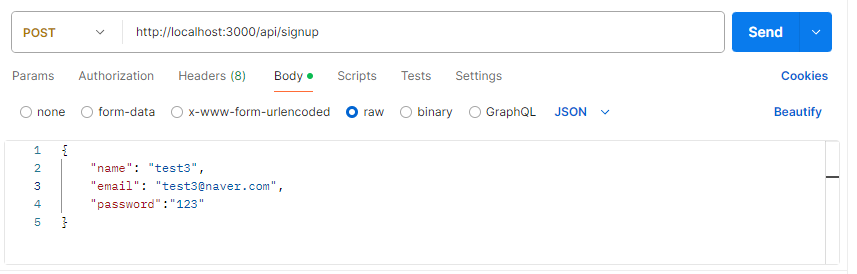 POST http://localhost:3000/api/signup Send
Params Authorization Headers (8) Body Scripts Tests Settings Cookies
none form-data x-www-form-urlencoded raw binary GraphQL JSON Beautify
1 {
2 "name": "test3",
3 "email": "test3@naver.com",
4 "password":"123"
5 }